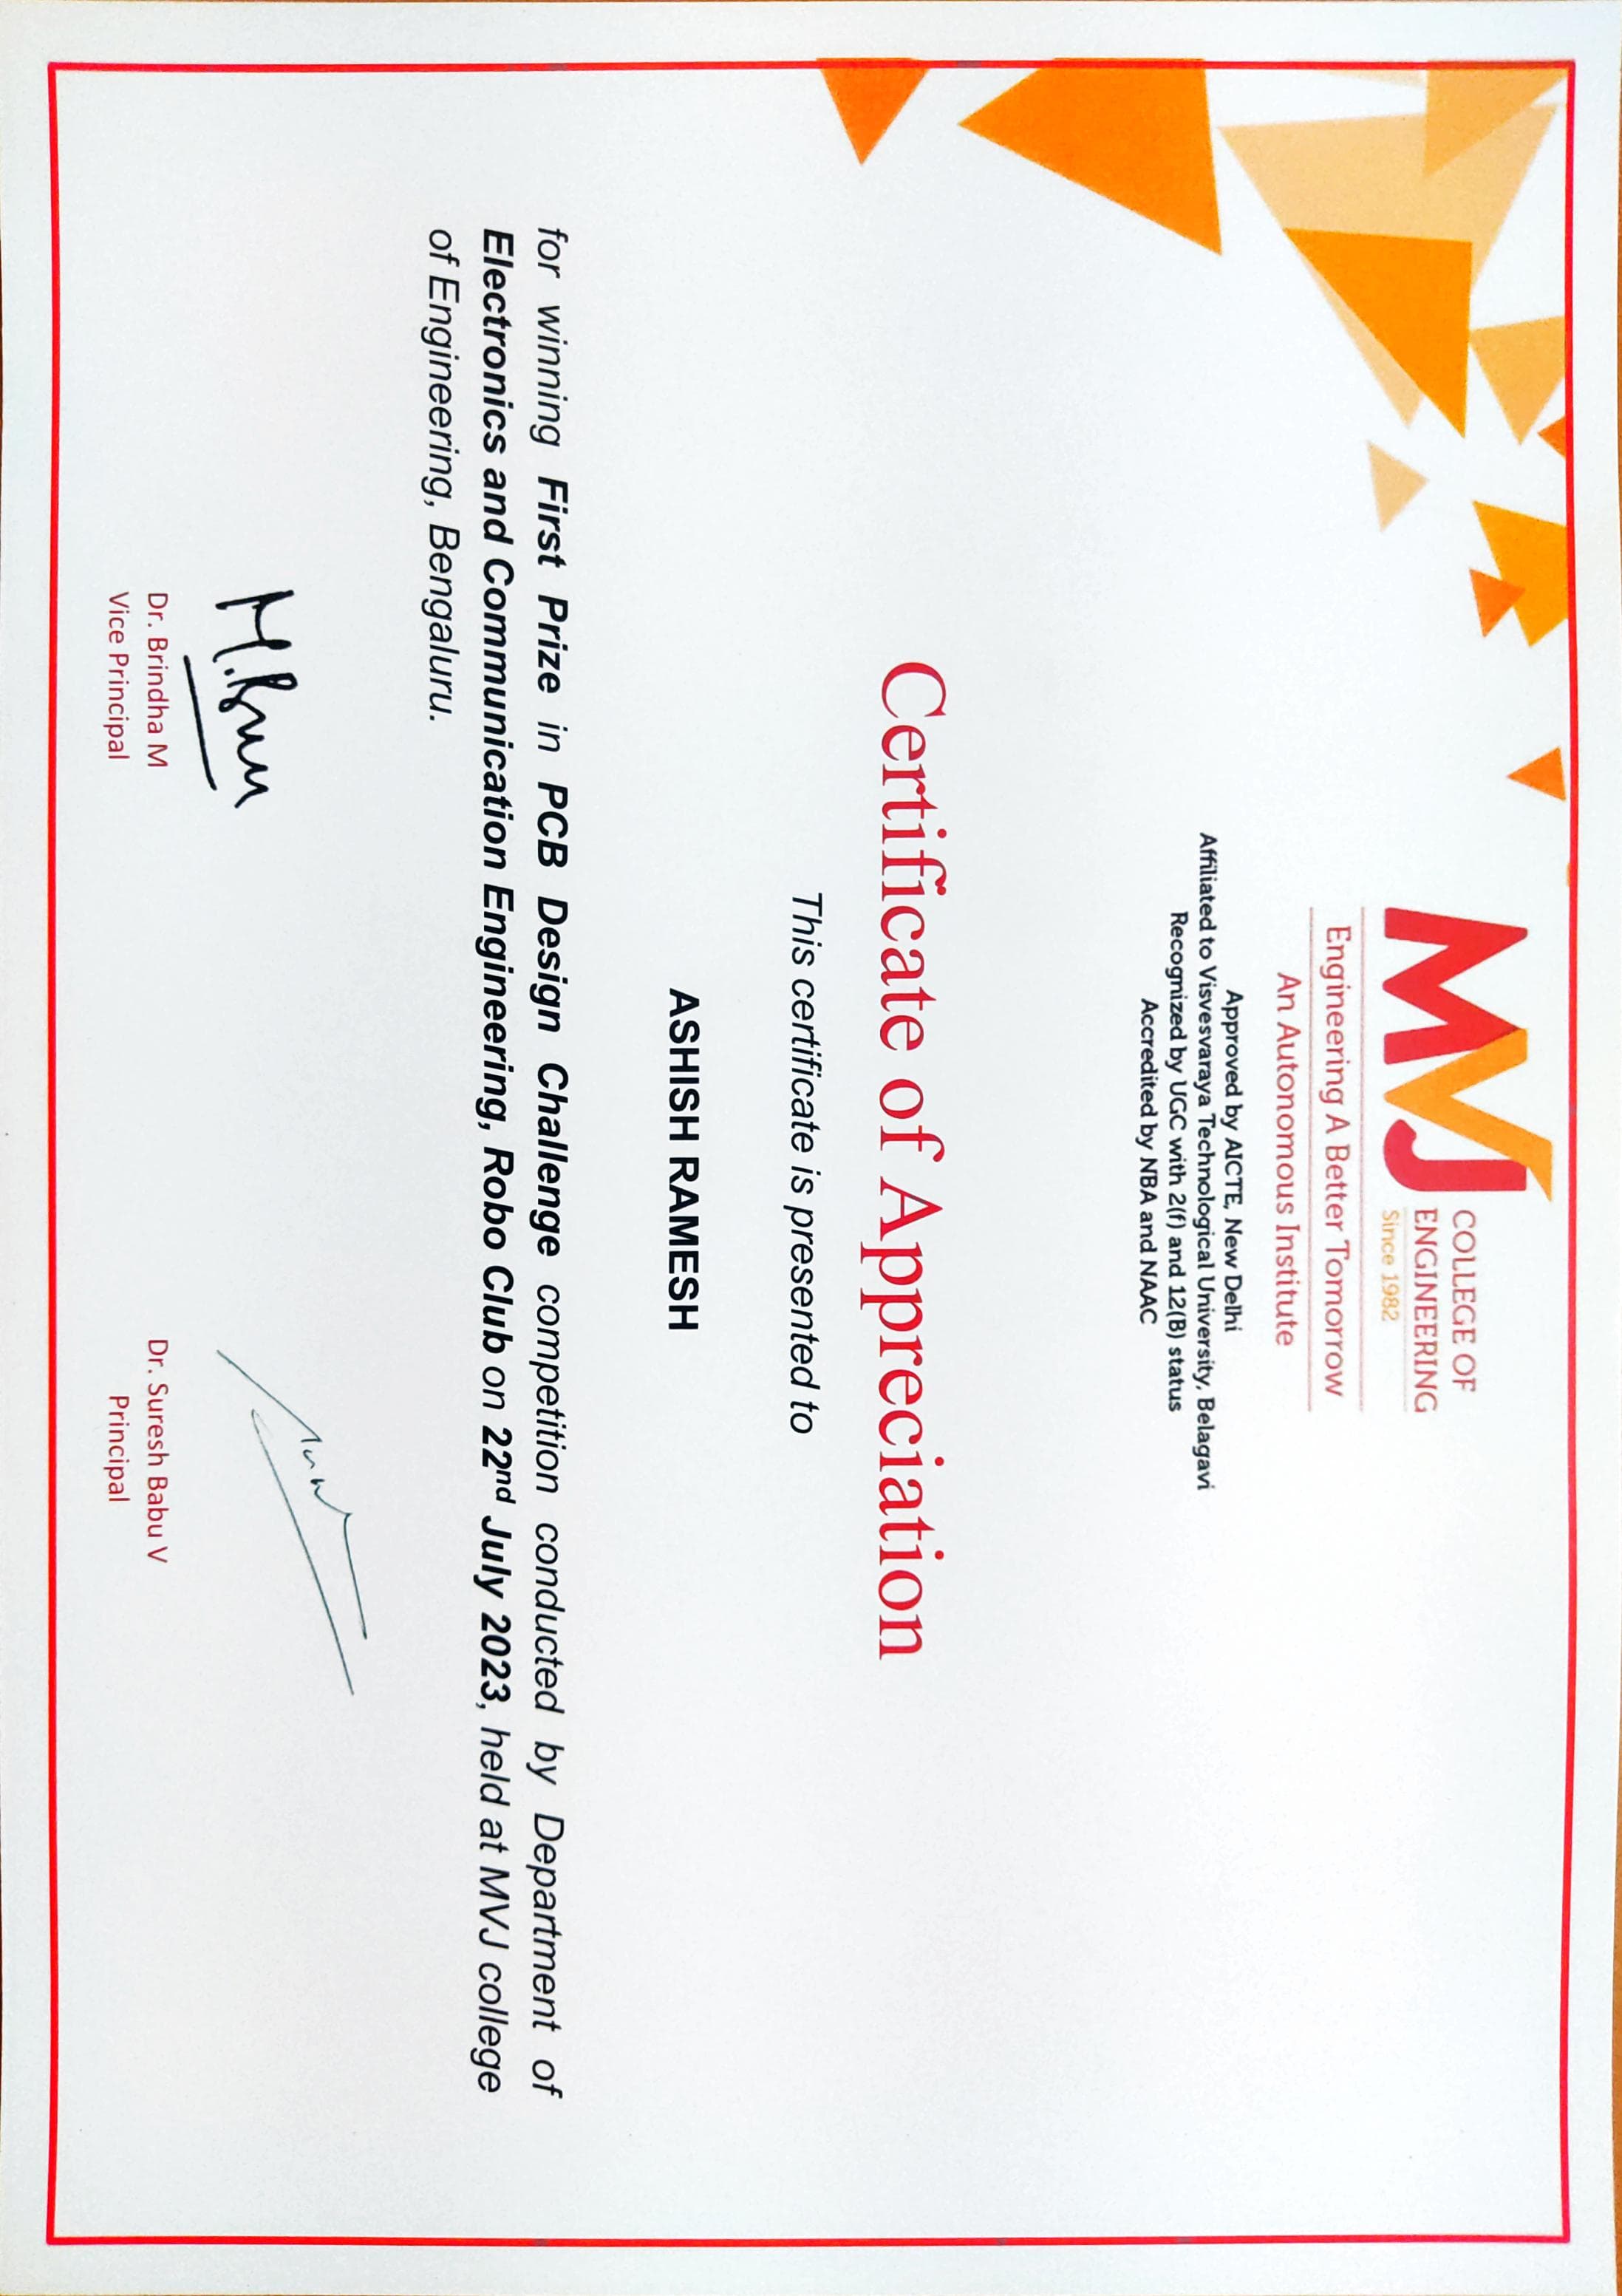 MVJ
COLLEGE OF
ENGINEERING
Since 1982
Engineering A Better Tomorrow
An Autonomous Institute
Approved by AICTE, New Delhi
Affiliated to Visvesvaraya Technological University, Belagavi
Recognized by UGC with 2(f) and 12(B) status
Accredited by NBA and NAAC
Certificate of Appreciation
This certificate is presented to
ASHISH RAMESH
for winning First Prize in PCB Design Challenge competition conducted by Department of
Electronics and Communication Engineering, Robo Club on 22nd July 2023, held at MVJ college
of Engineering, Bengaluru.
Dr. Brindha M
Vice Principal
Dr. Suresh Babu V
Principal